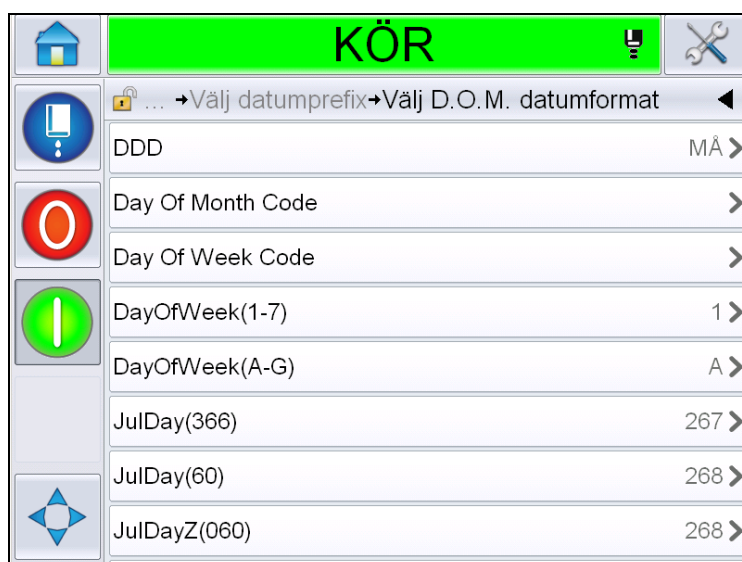 KÖR
... →Välj datumprefix→Välj D.O.M. datumformat
DDD MÅ
Day Of Month Code
Day Of Week Code
DayOfWeek(1-7) 1
DayOfWeek(A-G) A
JulDay(366) 267
JulDay(60) 268
JulDayZ(060) 268